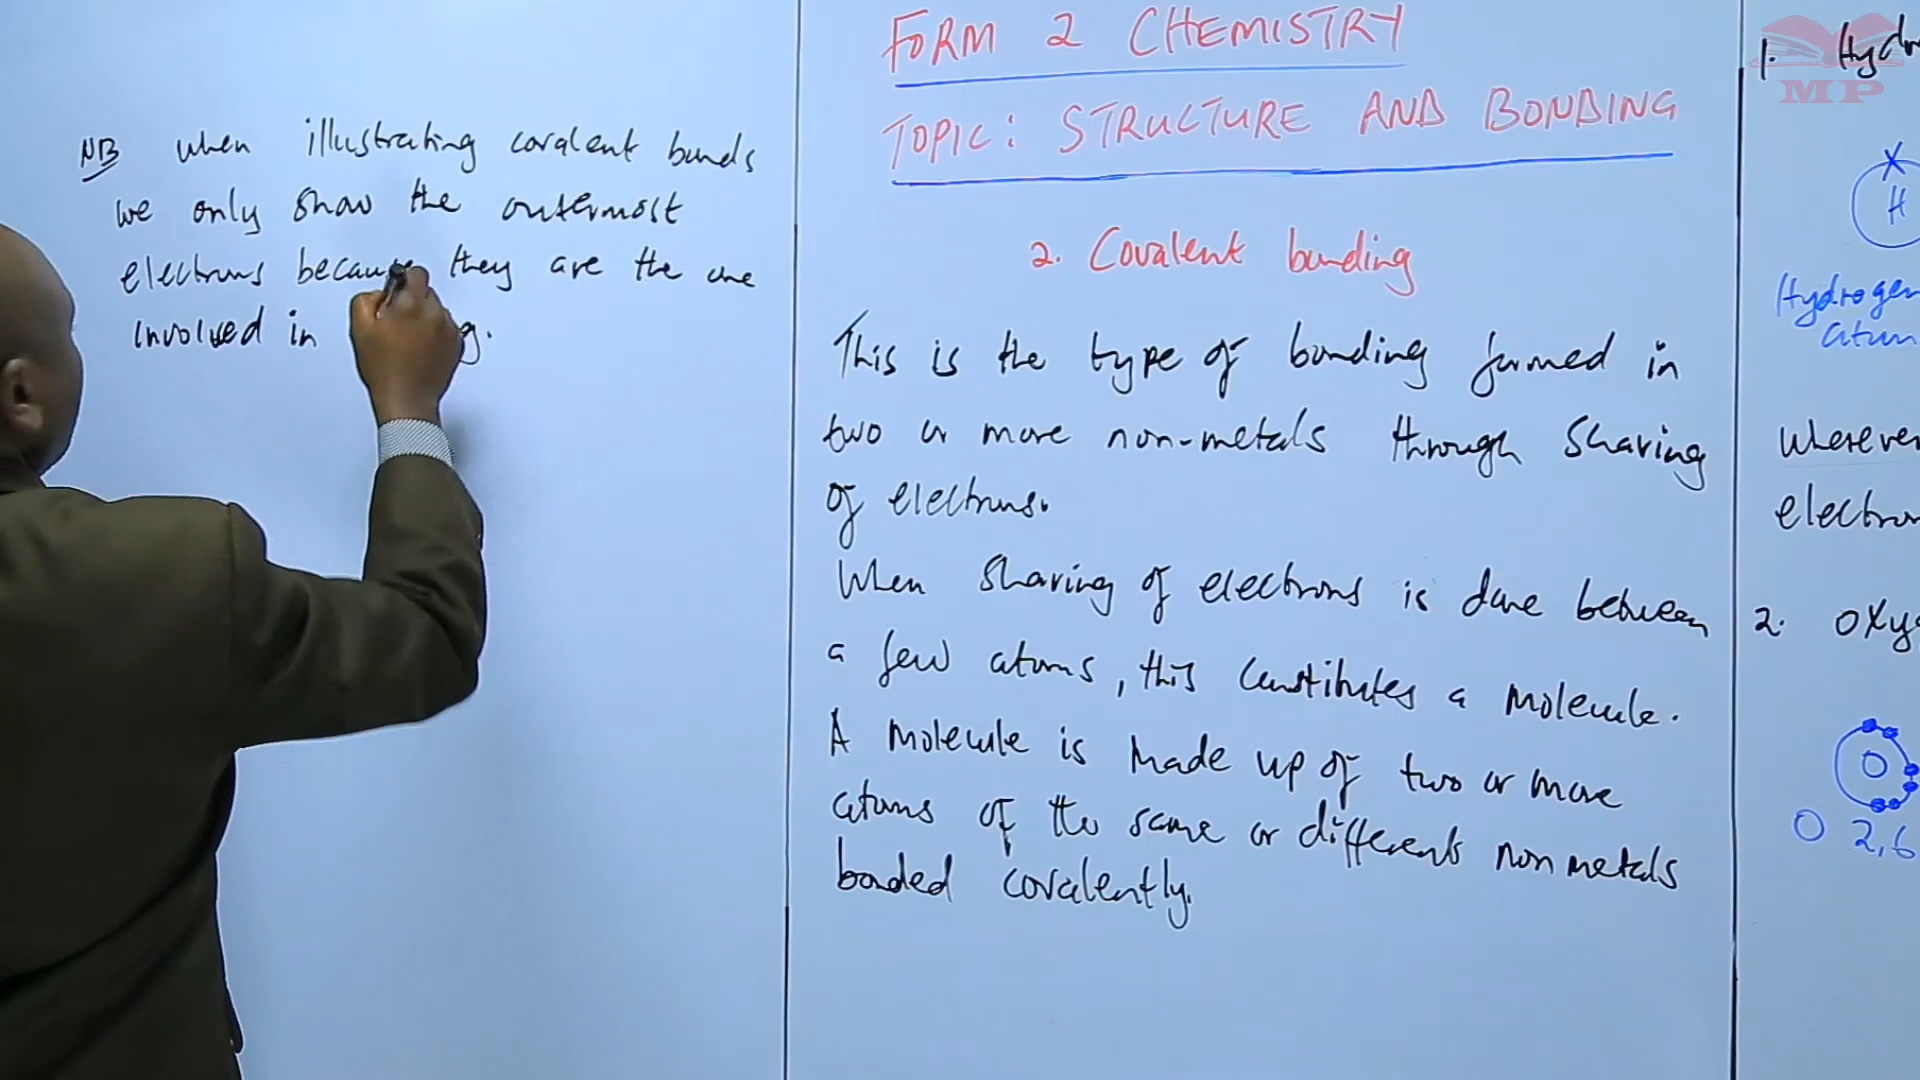 NB when illustrating covalent bonds
we only show the outermost
electrons because they are the one
involved in g.
FORM 2 CHEMISTRY
TOPIC: STRUCTURE AND BONDING
2. Covalent bonding
This is the type of bonding formed in
two or more non-metals through sharing
of electrons.
When sharing of electrons is done between
a few atoms, this constitutes a molecule.
A molecule is made up of two or more
atoms of the same or different non metals
bonded covalently.
1. Hydr
MP
X
H
Hydrogen
atom
wherever
electron
2. oxyg
O
O 2,6